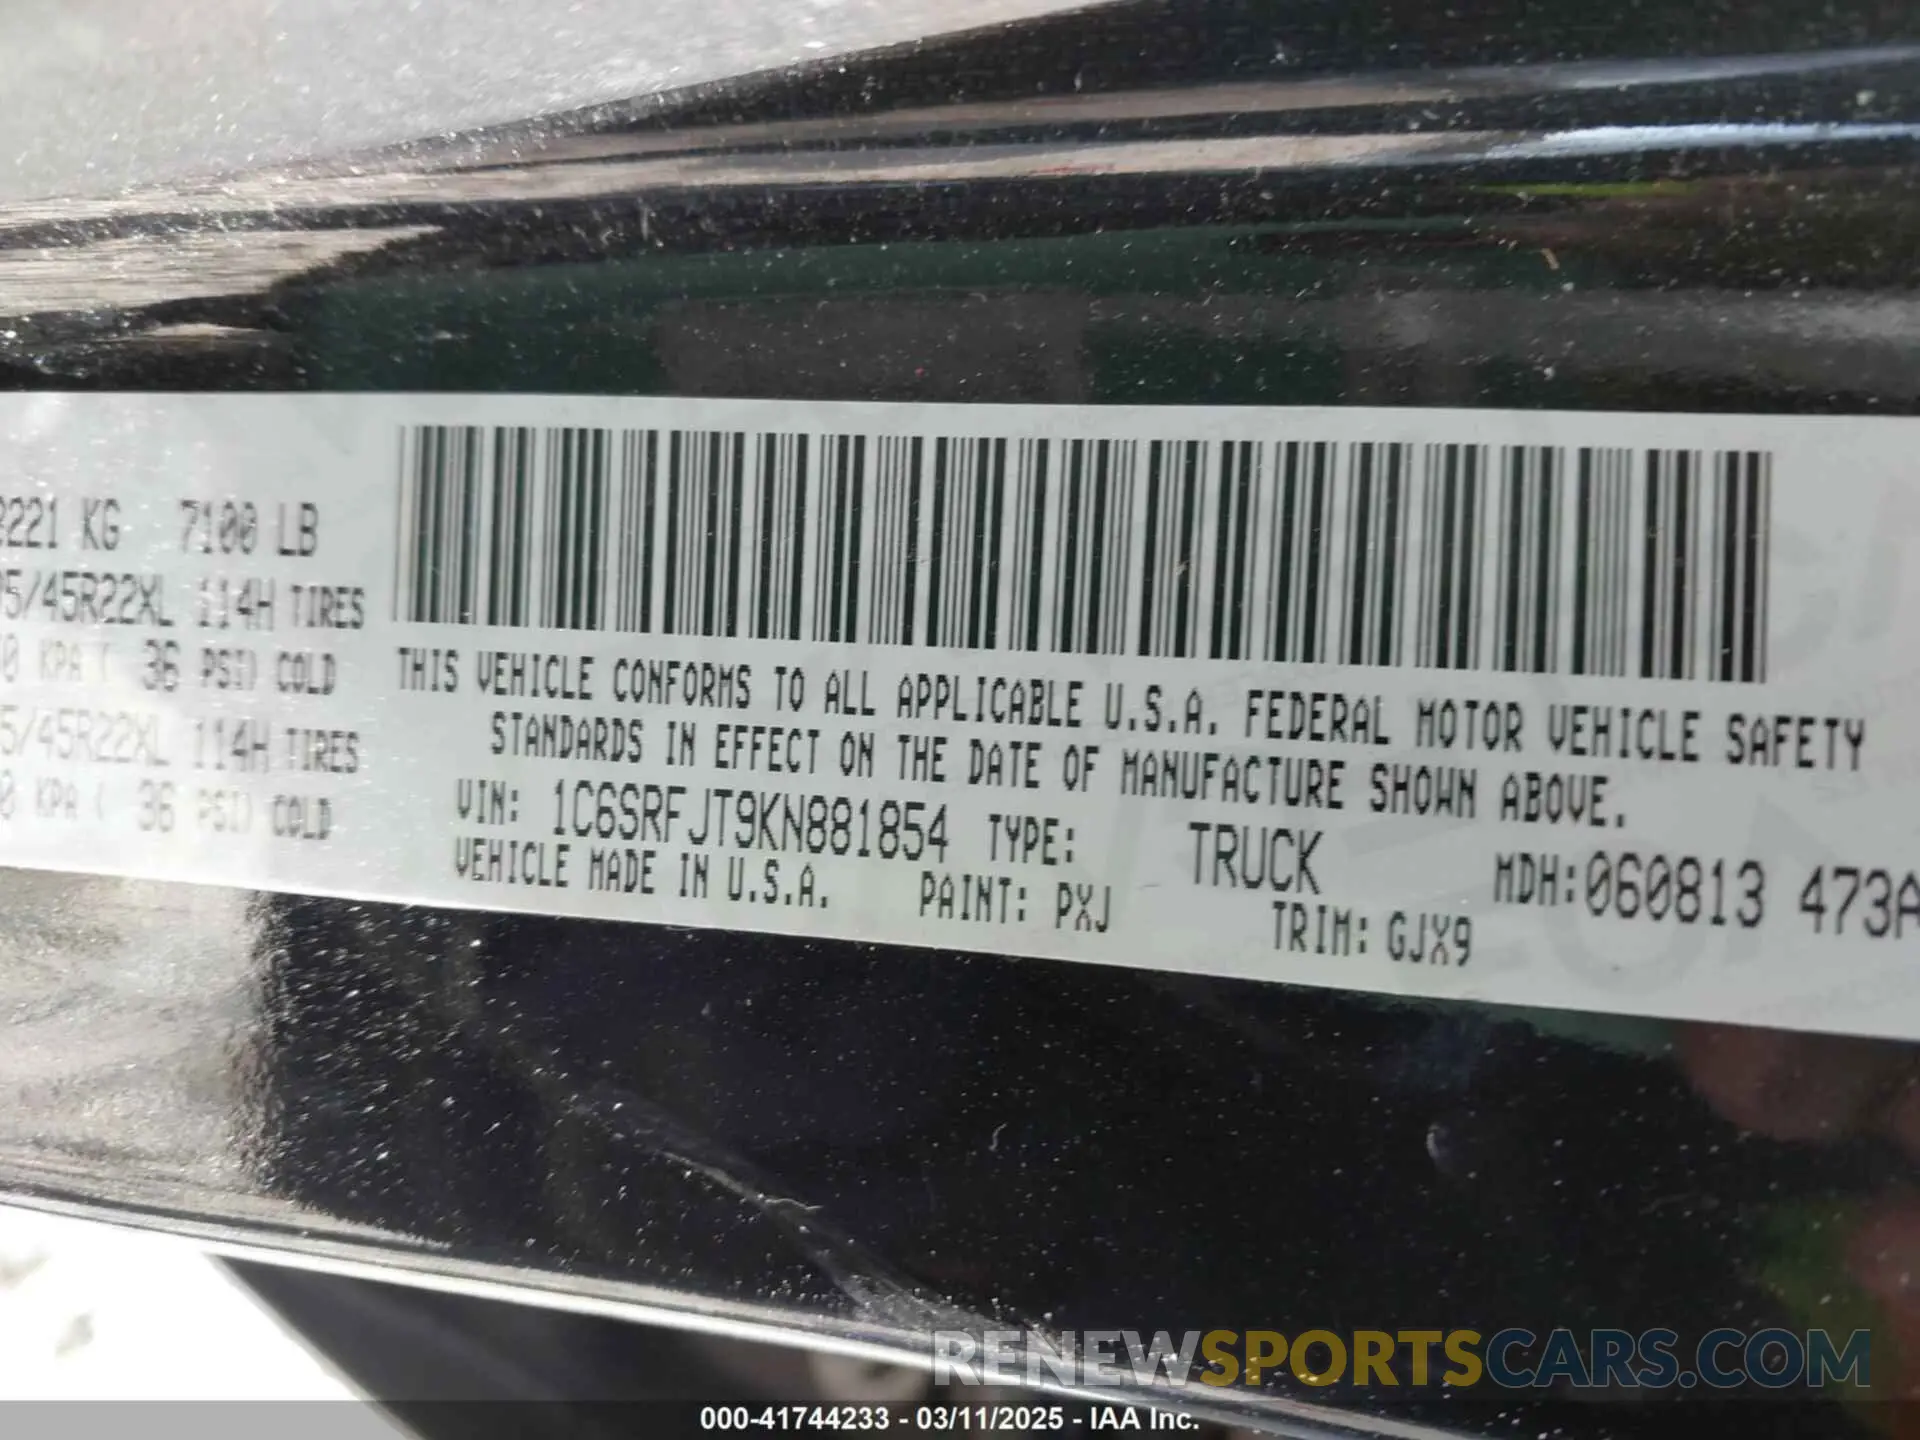 221 KG 7100 LB
5/45R22XL 114H TIRES
0 KPA ( 36 PSI) COLD
5/45R22XL 114H TIRES
0 KPA ( 36 PSI) COLD
THIS VEHICLE CONFORMS TO ALL APPLICABLE U.S.A. FEDERAL MOTOR VEHICLE SAFETY
STANDARDS IN EFFECT ON THE DATE OF MANUFACTURE SHOWN ABOVE.
VIN: 1C6SRFJT9KN881854 TYPE: TRUCK MDH:060813 473A
VEHICLE MADE IN U.S.A. PAINT: PXJ TRIM: GJX9
RENEWSPORTSCARS.COM
000-41744233 - 03/11/2025 - IAA Inc.